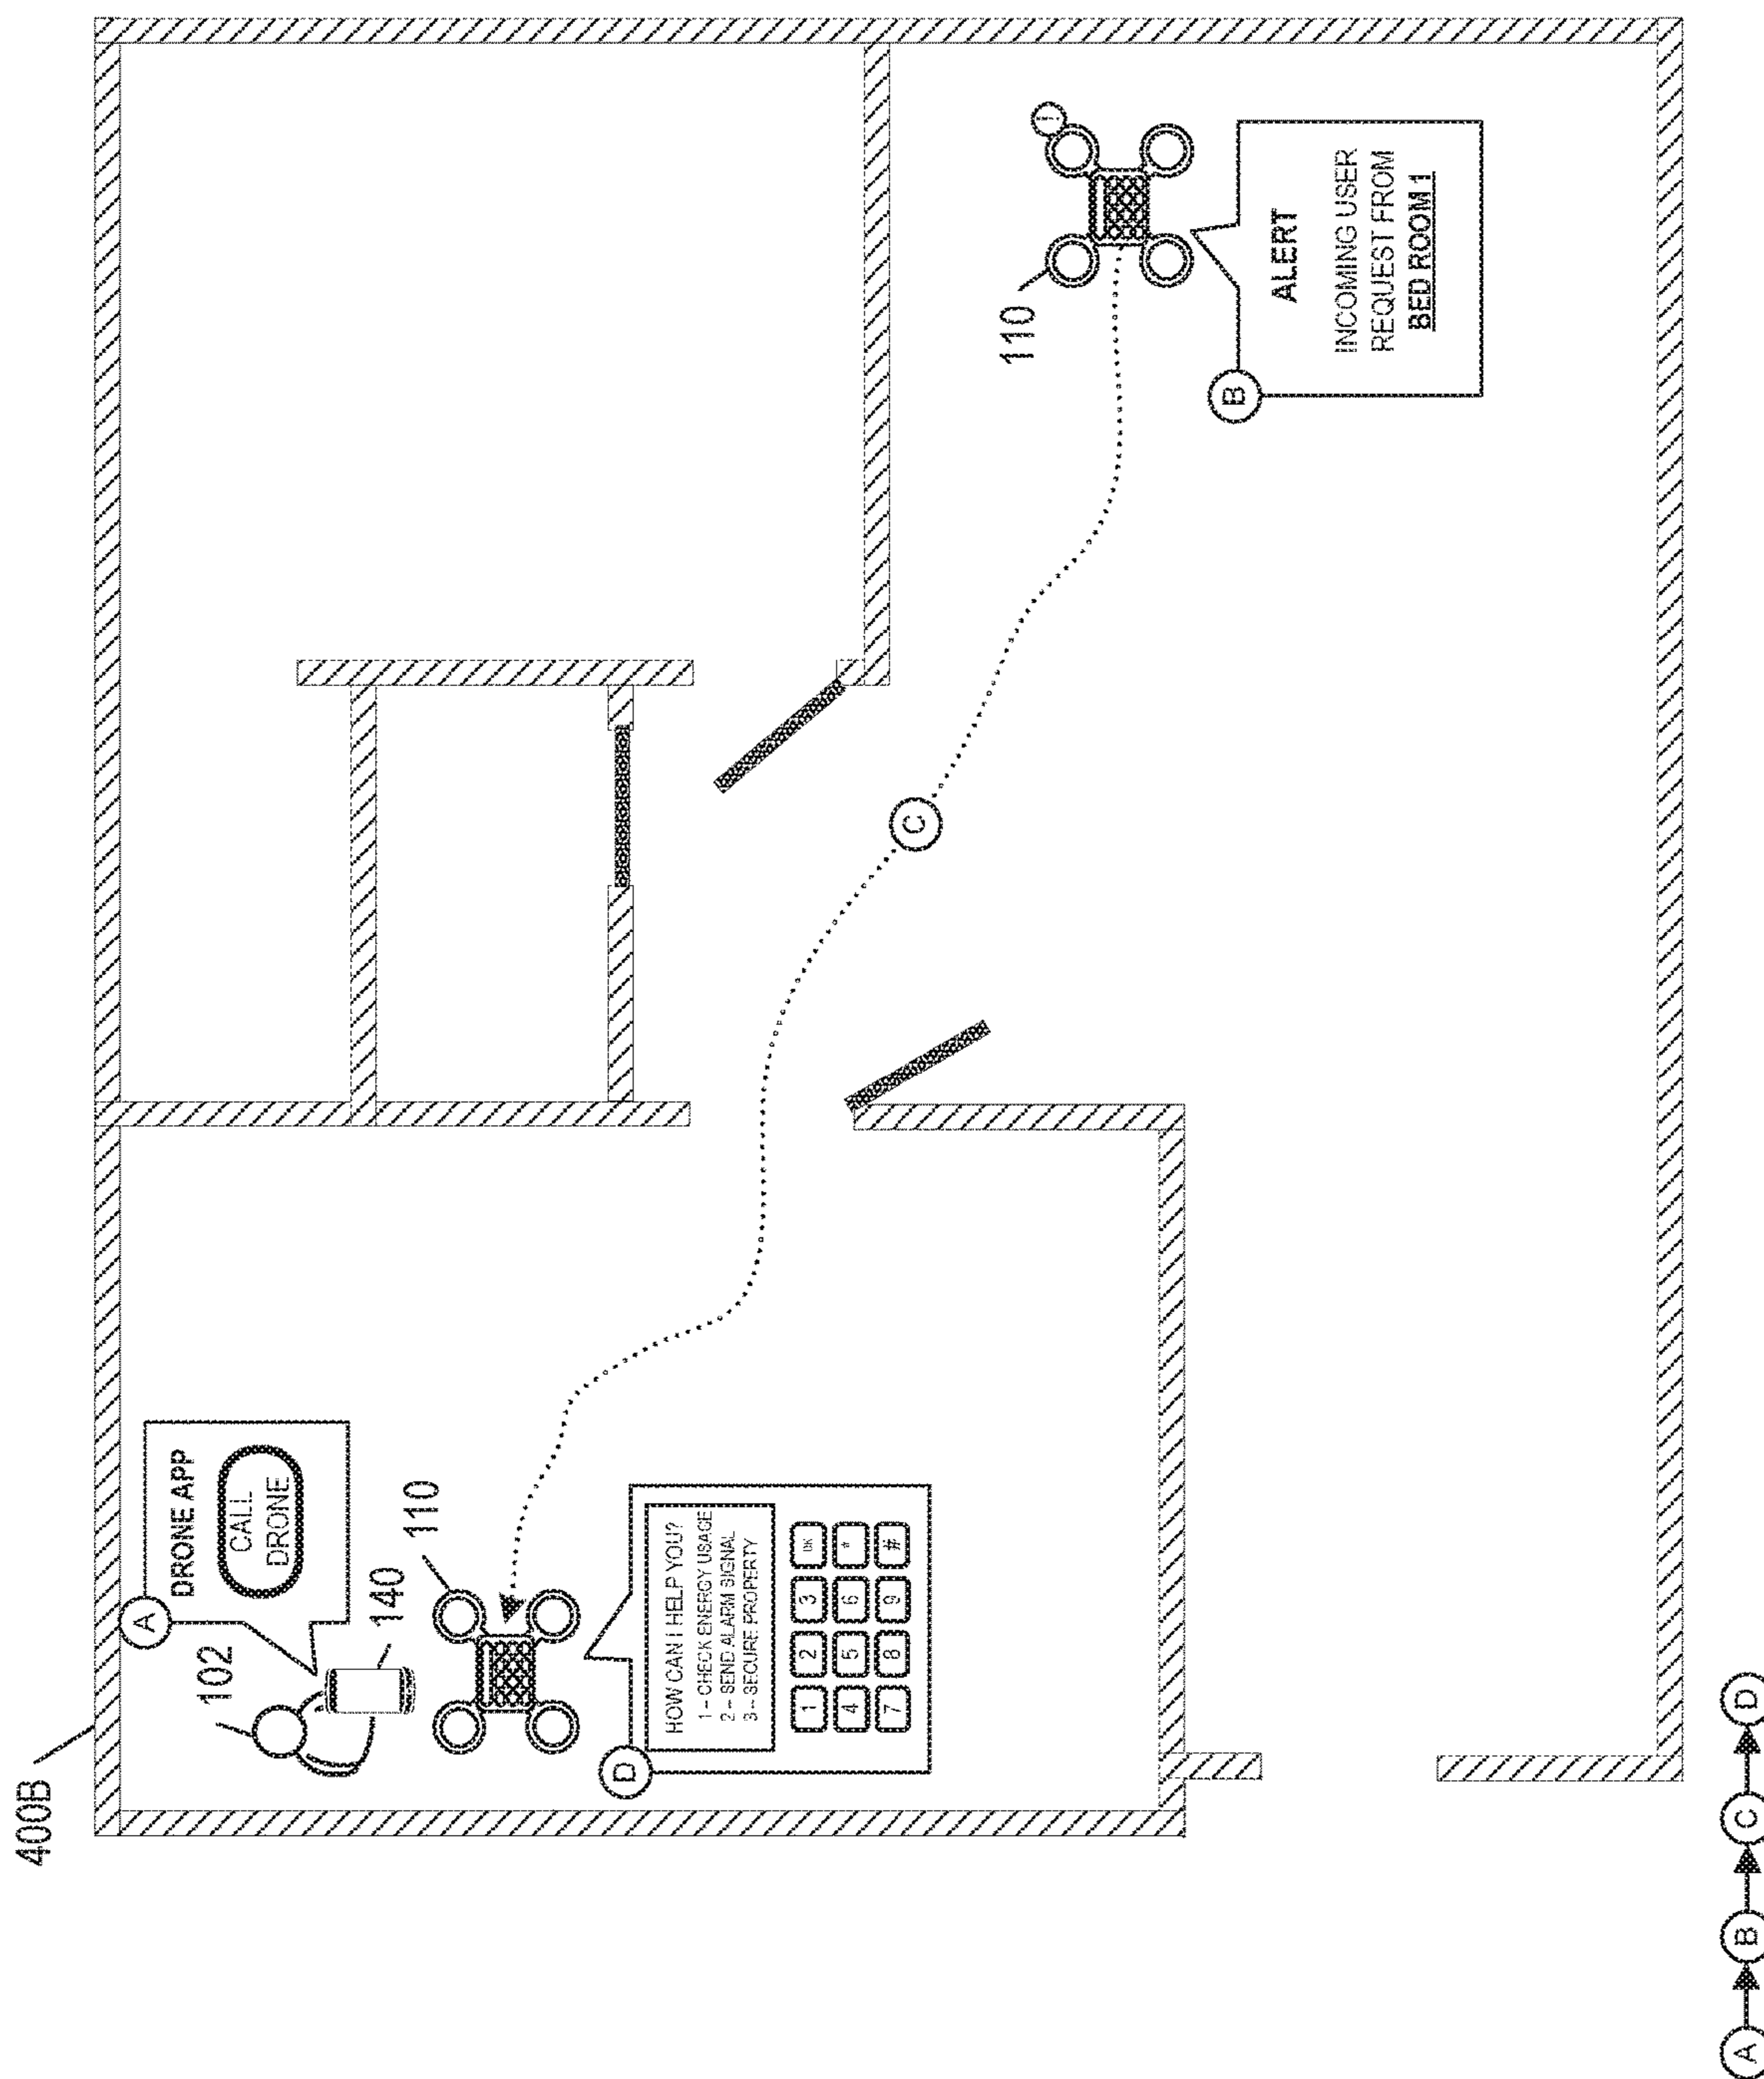 400B
A
DRONE APP
CALL
DRONE
102
140
110
D
HOW CAN I HELP YOU?
1 – CHECK ENERGY USAGE
2 – SEND ALARM SIGNAL
3 – SECURE PROPERTY
1 2 3 OK
4 5 6 *
7 8 9 #
C
110
!
B
ALERT
INCOMING USER
REQUEST FROM
BED ROOM 1
A B C D